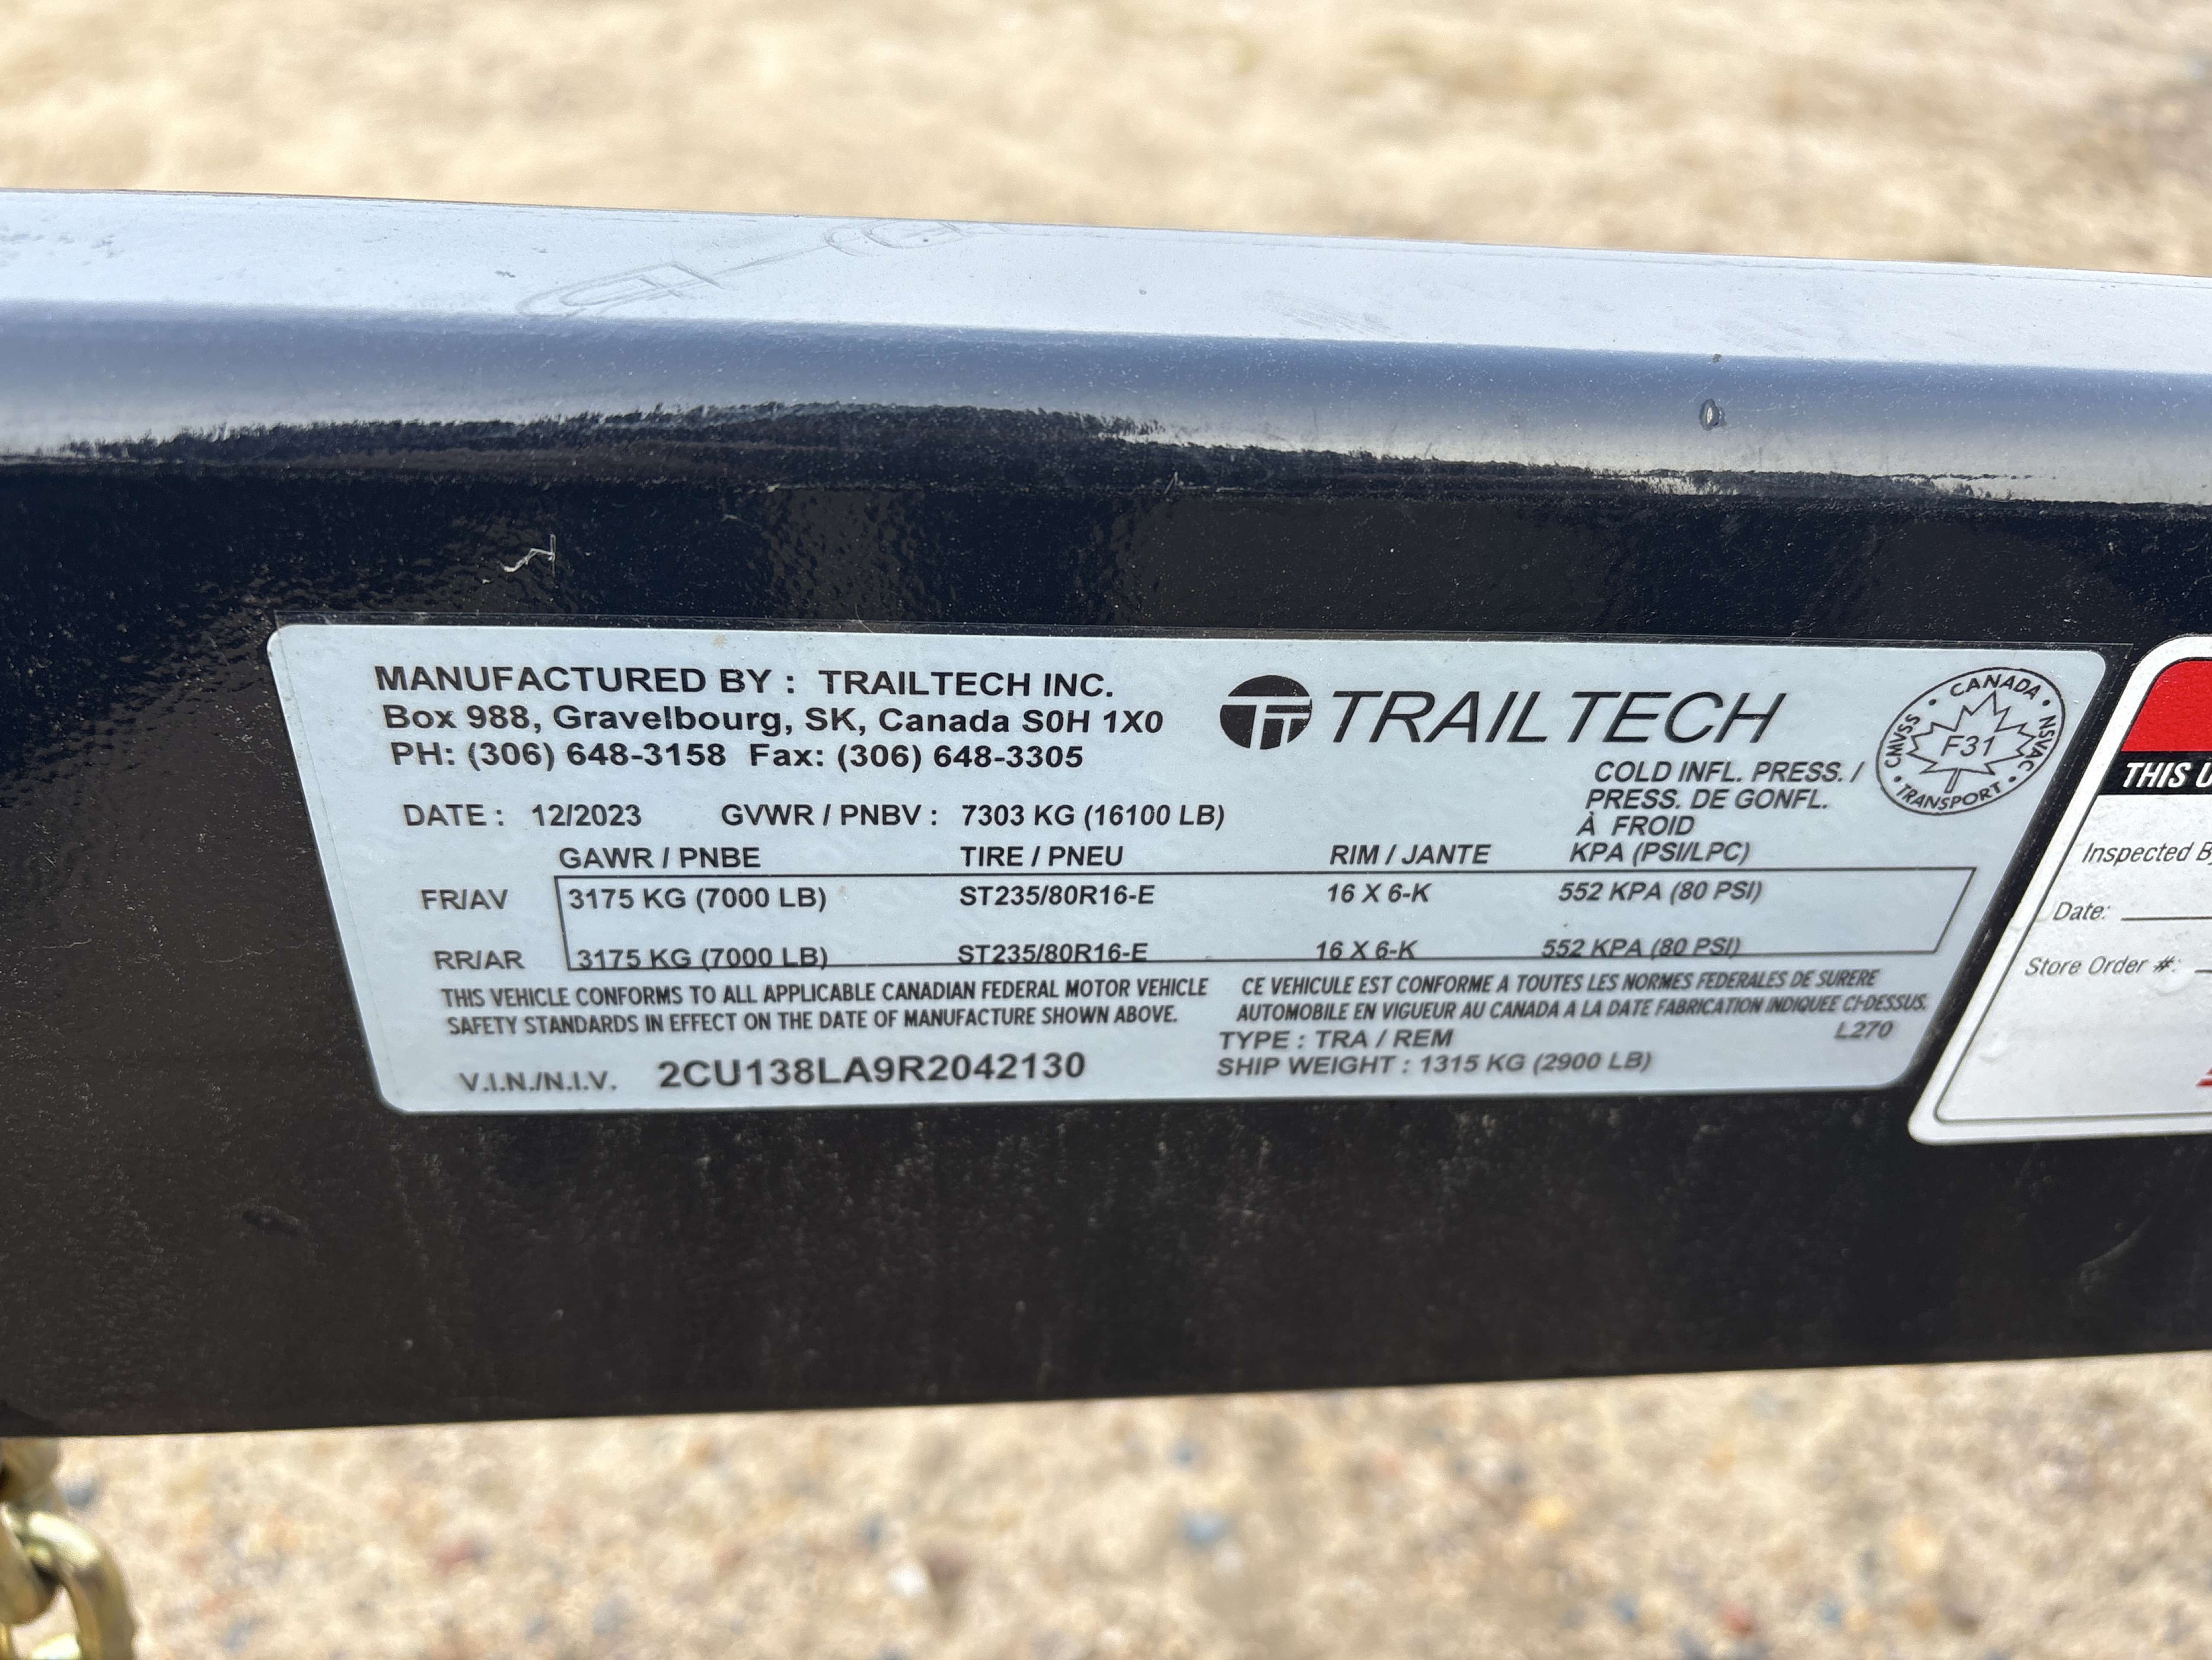 MANUFACTURED BY : TRAILTECH INC.
Box 988, Gravelbourg, SK, Canada S0H 1X0
PH: (306) 648-3158 Fax: (306) 648-3305
TRAILTECH
CANADA
CMVSS
NSVAC
F31
TRANSPORT
COLD INFL. PRESS. /
PRESS. DE GONFL.
À FROID
DATE : 12/2023 GVWR / PNBV : 7303 KG (16100 LB)
GAWR / PNBE TIRE / PNEU RIM / JANTE KPA (PSI/LPC)
FR/AV 3175 KG (7000 LB) ST235/80R16-E 16 X 6-K 552 KPA (80 PSI)
RR/AR 3175 KG (7000 LB) ST235/80R16-E 16 X 6-K 552 KPA (80 PSI)
THIS VEHICLE CONFORMS TO ALL APPLICABLE CANADIAN FEDERAL MOTOR VEHICLE
SAFETY STANDARDS IN EFFECT ON THE DATE OF MANUFACTURE SHOWN ABOVE.
CE VEHICULE EST CONFORME A TOUTES LES NORMES FEDERALES DE SURERE
AUTOMOBILE EN VIGUEUR AU CANADA A LA DATE FABRICATION INDIQUEE CI-DESSUS.
TYPE : TRA / REM L270
SHIP WEIGHT : 1315 KG (2900 LB)
V.I.N./N.I.V. 2CU138LA9R2042130
THIS
Inspected
Date:
Store Order #: